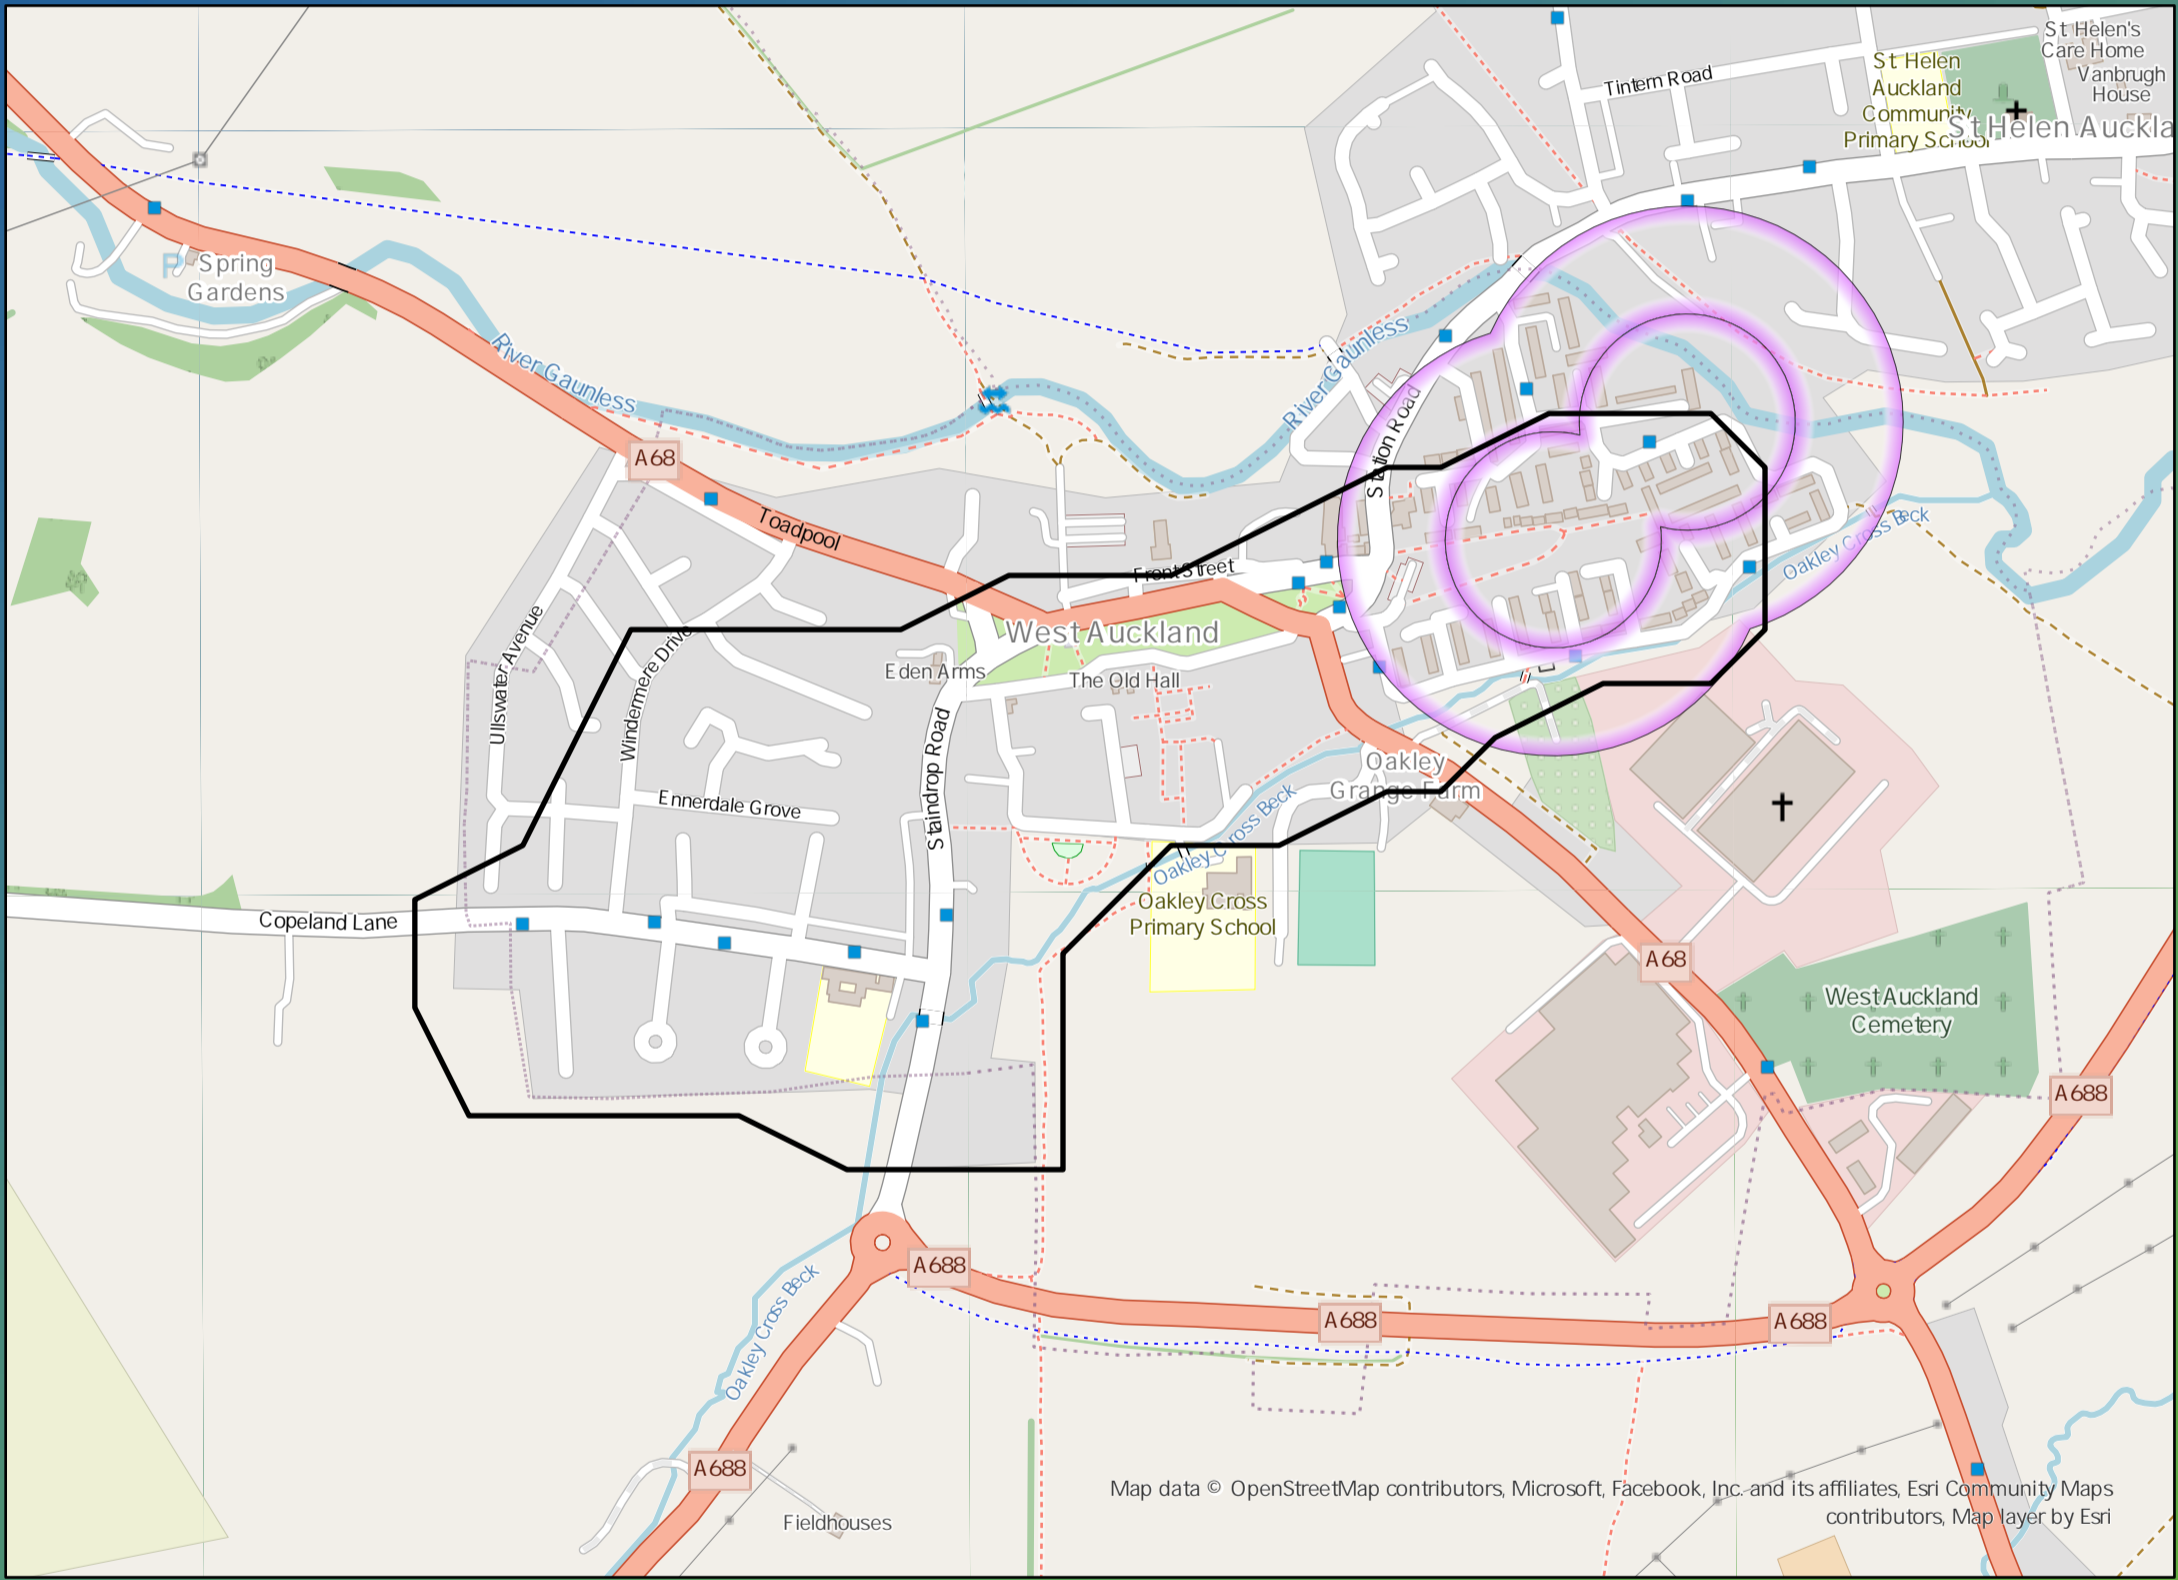 St Helen's
Care Home
Vanbrugh
House
St Helen
Auckland
Community
Primary School
St Helen Auckla
Tintern Road
P
Spring
Gardens
River Gaunless
River Gaunless
A68
Toadpool
Station Road
Front Street
Oakley Cross Beck
West Auckland
Eden Arms
The Old Hall
Ullswater Avenue
Windermere Drive
Staindrop Road
Ennerdale Grove
Oakley
Grange Farm
Oakley Cross Beck
Copeland Lane
Oakley Cross
Primary School
A68
West Auckland
Cemetery
A688
A688
A688
A688
Oakley Cross Beck
A688
Fieldhouses
Map data © OpenStreetMap contributors, Microsoft, Facebook, Inc. and its affiliates, Esri Community Maps
contributors, Map layer by Esri